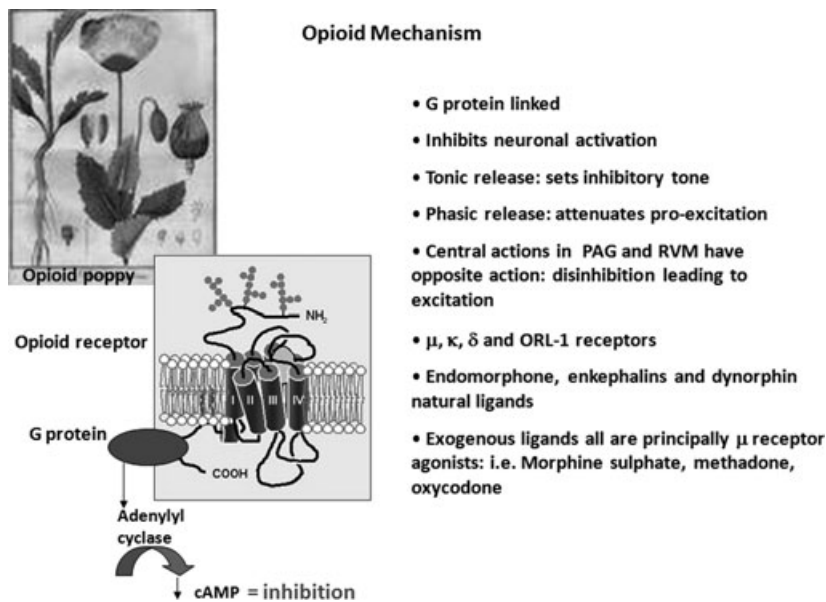 Opioid Mechanism
Opioid poppy
Opioid receptor
NH2
I II III IV
G protein
COOH
Adenylyl
cyclase
↓ cAMP = inhibition
• G protein linked
• Inhibits neuronal activation
• Tonic release: sets inhibitory tone
• Phasic release: attenuates pro-excitation
• Central actions in PAG and RVM have
opposite action: disinhibition leading to
excitation
• μ, κ, δ and ORL-1 receptors
• Endomorphone, enkephalins and dynorphin
natural ligands
• Exogenous ligands all are principally μ receptor
agonists: i.e. Morphine sulphate, methadone,
oxycodone